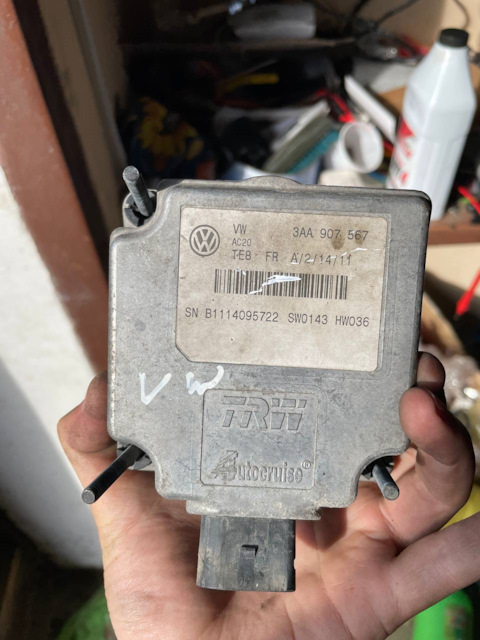 VW 3AA 907 567
AC20
TEB FR A/2/14/11
SN B1114095722 SW0143 HW036
VW
TRW
Autocruise®